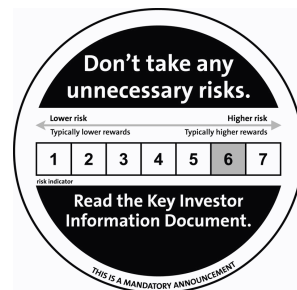 Don't take any
unnecessary risks.
Lower risk Higher risk
Typically lower rewards Typically higher rewards
1 2 3 4 5 6 7
risk indicator
Read the Key Investor
Information Document.
THIS IS A MANDATORY ANNOUNCEMENT